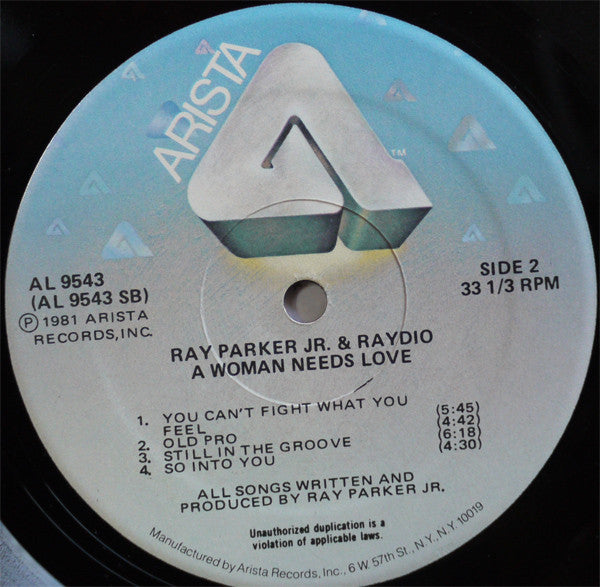 ARISTA
TM
AL 9543
(AL 9543 SB)
Ⓟ 1981 ARISTA
RECORDS, INC.
SIDE 2
33 1/3 RPM
RAY PARKER JR. & RAYDIO
A WOMAN NEEDS LOVE
1. YOU CAN'T FIGHT WHAT YOU
FEEL (5:45)
2. OLD PRO (4:42)
3. STILL IN THE GROOVE (6:18)
4. SO INTO YOU (4:30)
ALL SONGS WRITTEN AND
PRODUCED BY RAY PARKER JR.
Unauthorized duplication is a
violation of applicable laws.
Manufactured by Arista Records, Inc., 6 W 57th St., N.Y., N.Y 10019